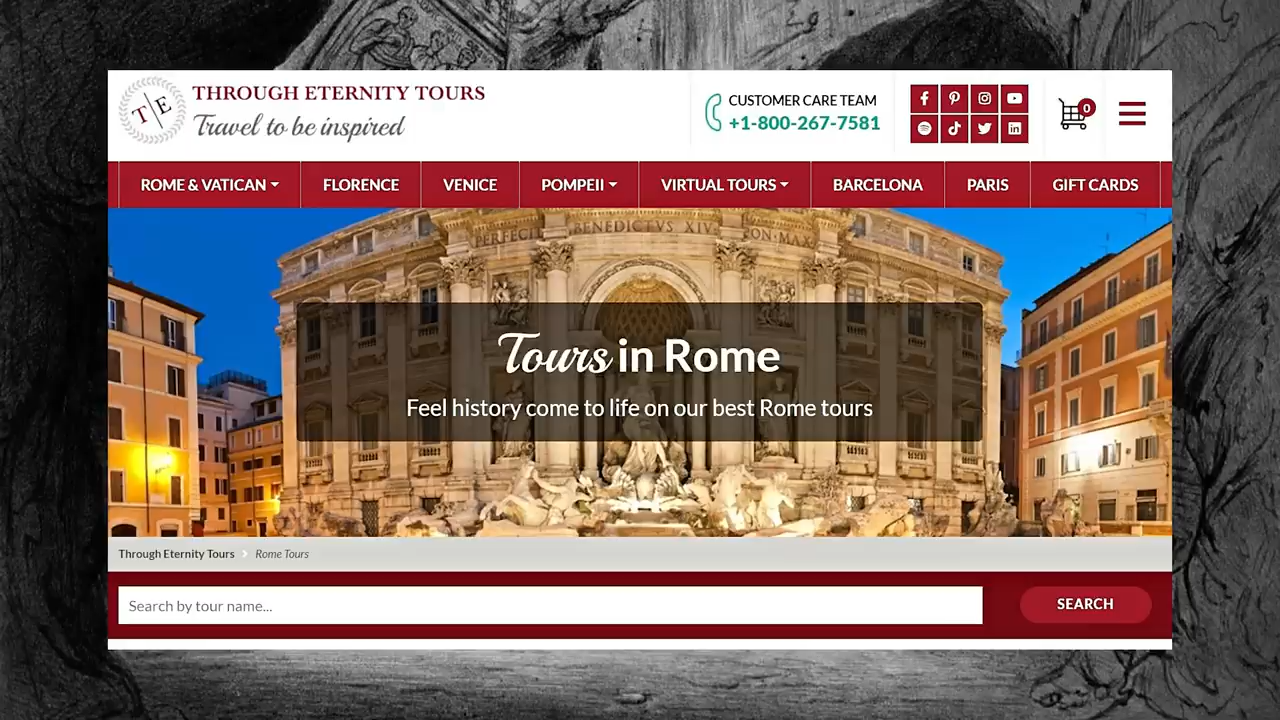 T E
THROUGH ETERNITY TOURS
Travel to be inspired
CUSTOMER CARE TEAM
+1-800-267-7581
0
ROME & VATICAN
FLORENCE
VENICE
POMPEII
VIRTUAL TOURS
BARCELONA
PARIS
GIFT CARDS
PERFECIT BENEDICTVS XIV CON·MAX
Tours in Rome
Feel history come to life on our best Rome tours
Through Eternity Tours
Rome Tours
Search by tour name...
SEARCH